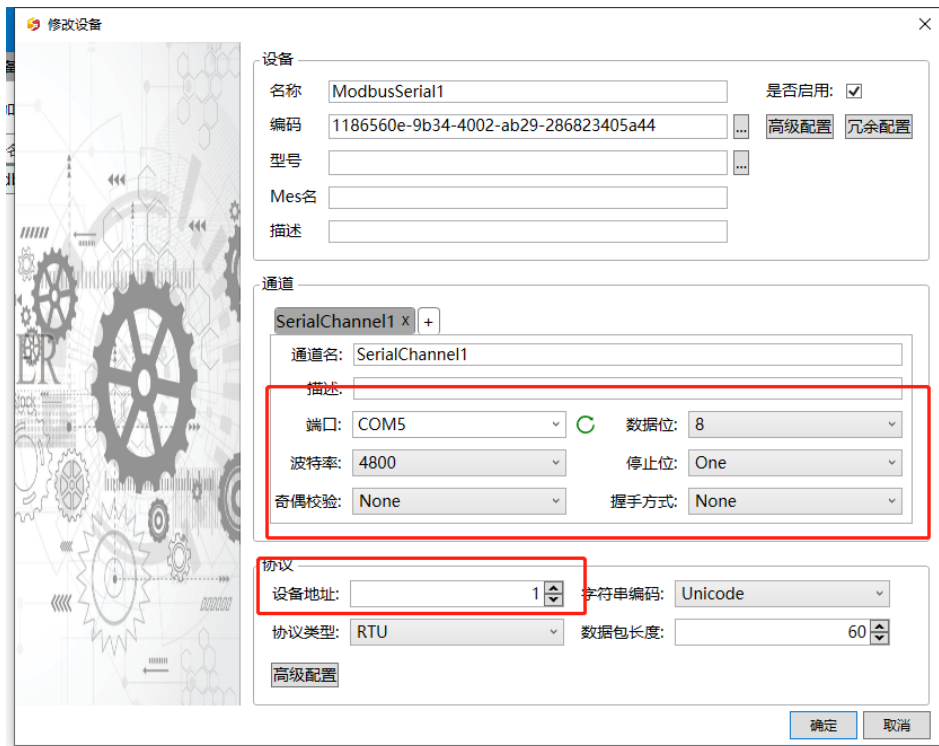 修改设备
设备
名称 ModbusSerial1 是否启用:
编码 1186560e-9b34-4002-ab29-286823405a44 ... 高级配置 冗余配置
型号 ...
Mes名
描述
通道
SerialChannel1 x +
通道名: SerialChannel1
描述:
端口: COM5 数据位: 8
波特率: 4800 停止位: One
奇偶校验: None 握手方式: None
协议
设备地址: 1 字符串编码: Unicode
协议类型: RTU 数据包长度: 60
高级配置
确定 取消